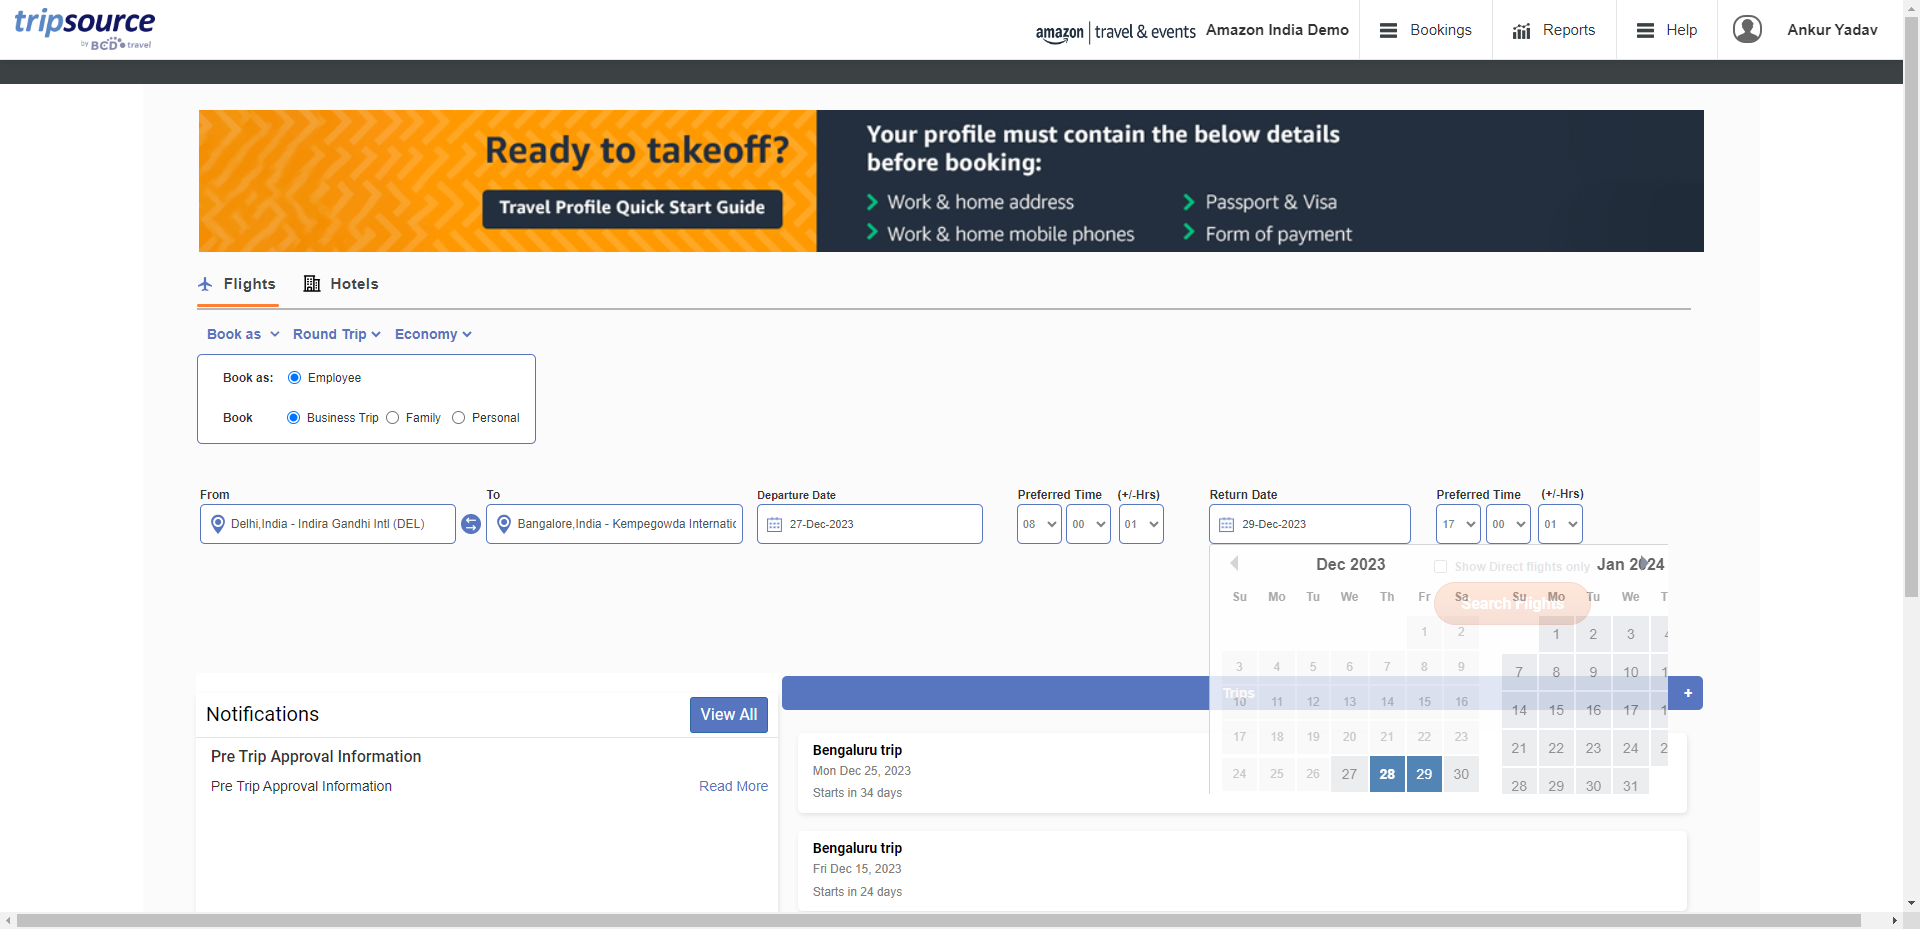 tripsource
by BCD travel
amazon | travel & events
Amazon India Demo
Bookings
Reports
Help
Ankur Yadav
Ready to takeoff?
Travel Profile Quick Start Guide
Your profile must contain the below details
before booking:
Work & home address
Passport & Visa
Work & home mobile phones
Form of payment
Flights
Hotels
Book as
Round Trip
Economy
Book as:
Employee
Book
Business Trip
Family
Personal
From
To
Departure Date
Preferred Time
(+/-Hrs)
Return Date
Preferred Time
(+/-Hrs)
Delhi,India - Indira Gandhi Intl (DEL)
Bangalore,India - Kempegowda Internatic
27-Dec-2023
08
00
01
29-Dec-2023
17
00
01
Dec 2023
Show Direct flights only
Jan 2024
Su Mo Tu We Th Fr Sa
Su Mo Tu We T
Search Flights
1 2
1 2 3 4
3 4 5 6 7 8 9
7 8 9 10 1
Trips
+
10 11 12 13 14 15 16
14 15 16 17 1
17 18 19 20 21 22 23
21 22 23 24 2
24 25 26 27 28 29 30
28 29 30 31
Notifications
View All
Pre Trip Approval Information
Pre Trip Approval Information
Read More
Bengaluru trip
Mon Dec 25, 2023
Starts in 34 days
Bengaluru trip
Fri Dec 15, 2023
Starts in 24 days